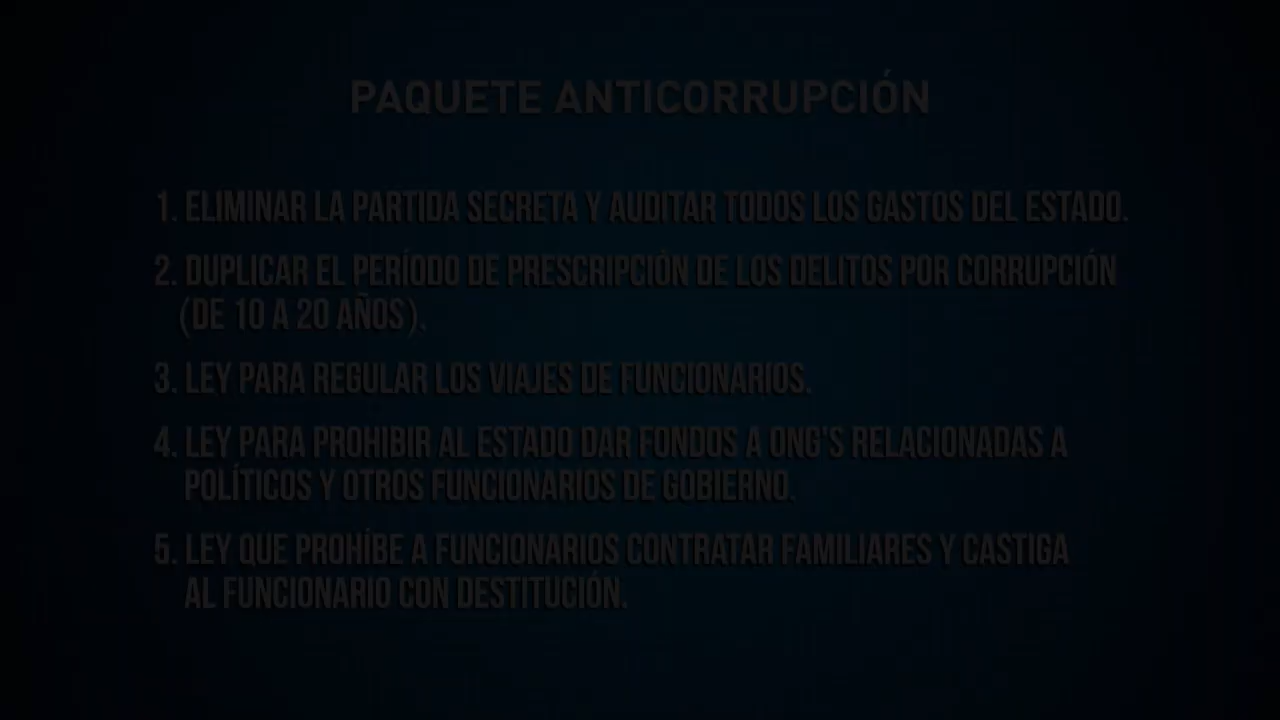 PAQUETE ANTICORRUPCIÓN
1. ELIMINAR LA PARTIDA SECRETA Y AUDITAR TODOS LOS GASTOS DEL ESTADO.
2. DUPLICAR EL PERÍODO DE PRESCRIPCIÓN DE LOS DELITOS POR CORRUPCIÓN
(DE 10 A 20 AÑOS).
3. LEY PARA REGULAR LOS VIAJES DE FUNCIONARIOS.
4. LEY PARA PROHIBIR AL ESTADO DAR FONDOS A ONG'S RELACIONADAS A
POLÍTICOS Y OTROS FUNCIONARIOS DE GOBIERNO.
5. LEY QUE PROHÍBE A FUNCIONARIOS CONTRATAR FAMILIARES Y CASTIGA
AL FUNCIONARIO CON DESTITUCIÓN.